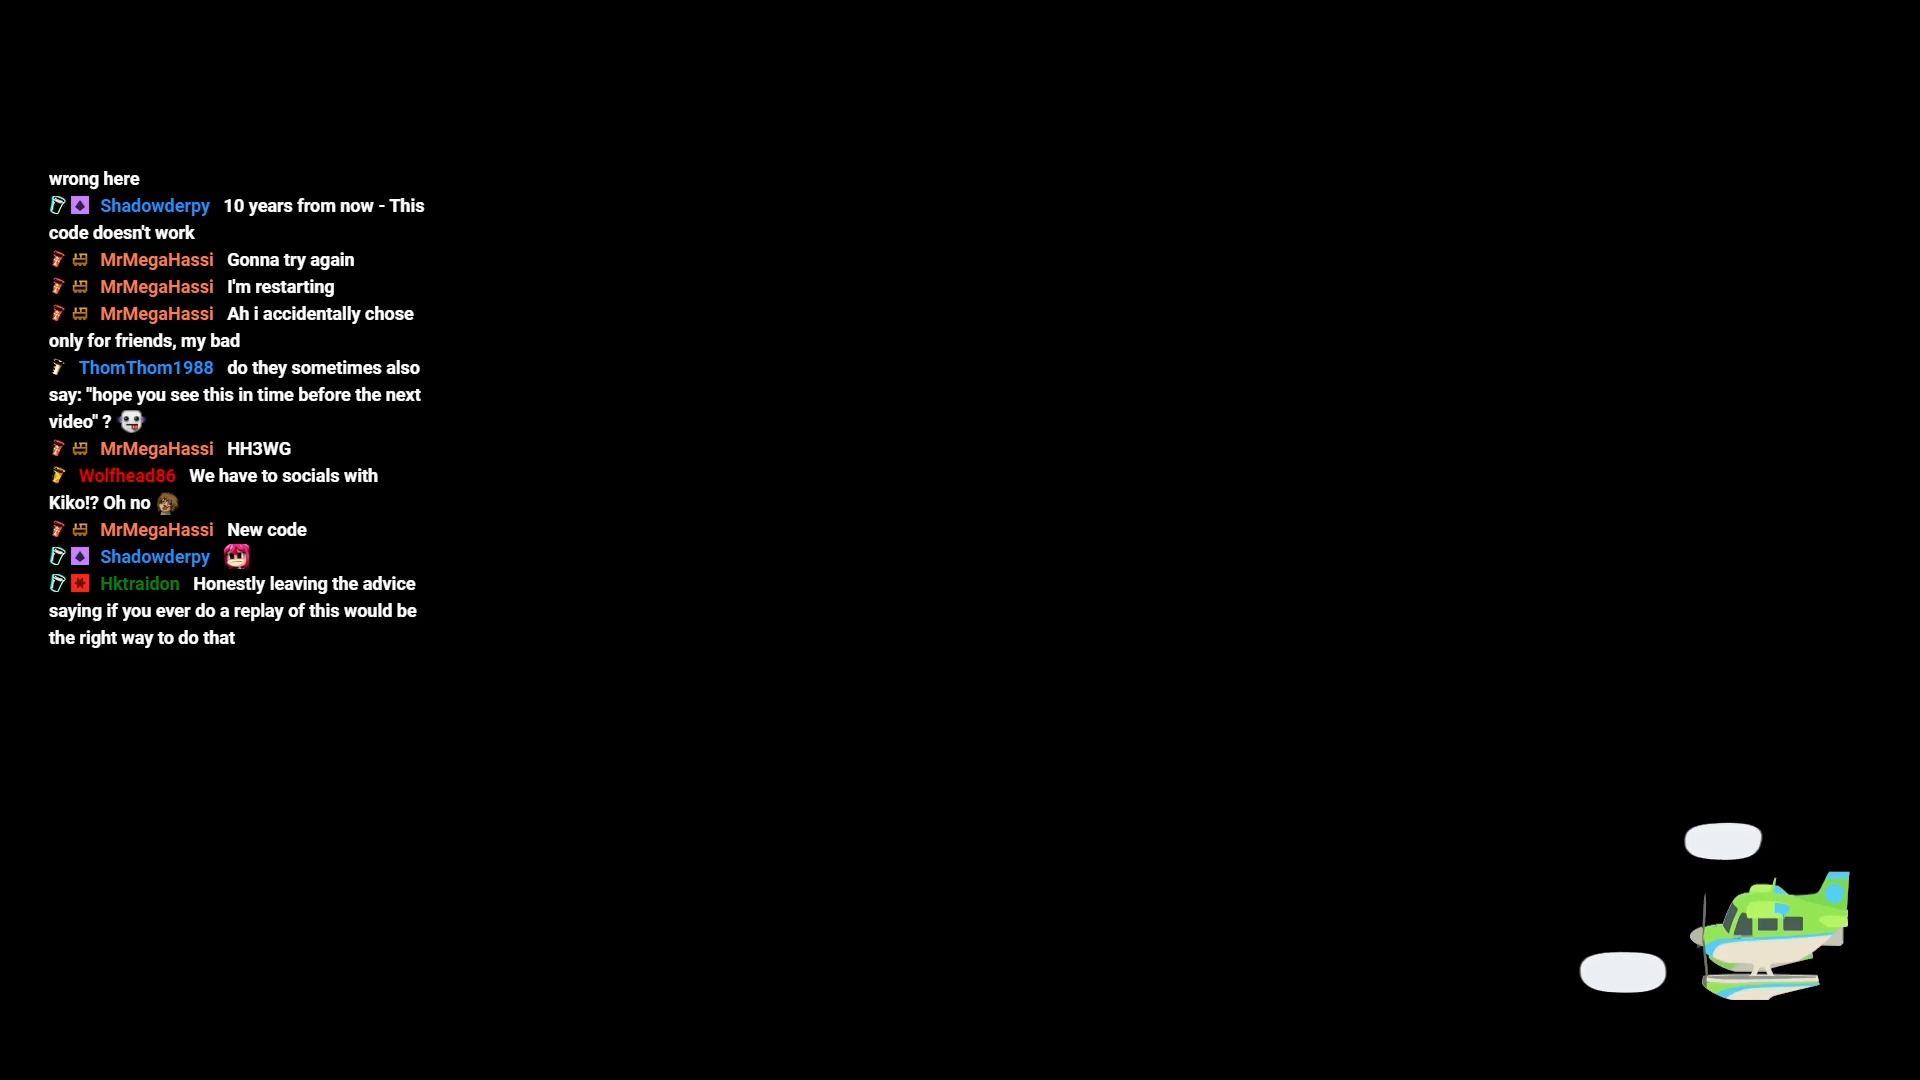 wrong here
Shadowderpy 10 years from now - This
code doesn't work
MrMegaHassi Gonna try again
MrMegaHassi I'm restarting
MrMegaHassi Ah i accidentally chose
only for friends, my bad
ThomThom1988 do they sometimes also
say: "hope you see this in time before the next
video" ?
MrMegaHassi HH3WG
Wolfhead86 We have to socials with
Kiko!? Oh no
MrMegaHassi New code
Shadowderpy
Hktraidon Honestly leaving the advice
saying if you ever do a replay of this would be
the right way to do that